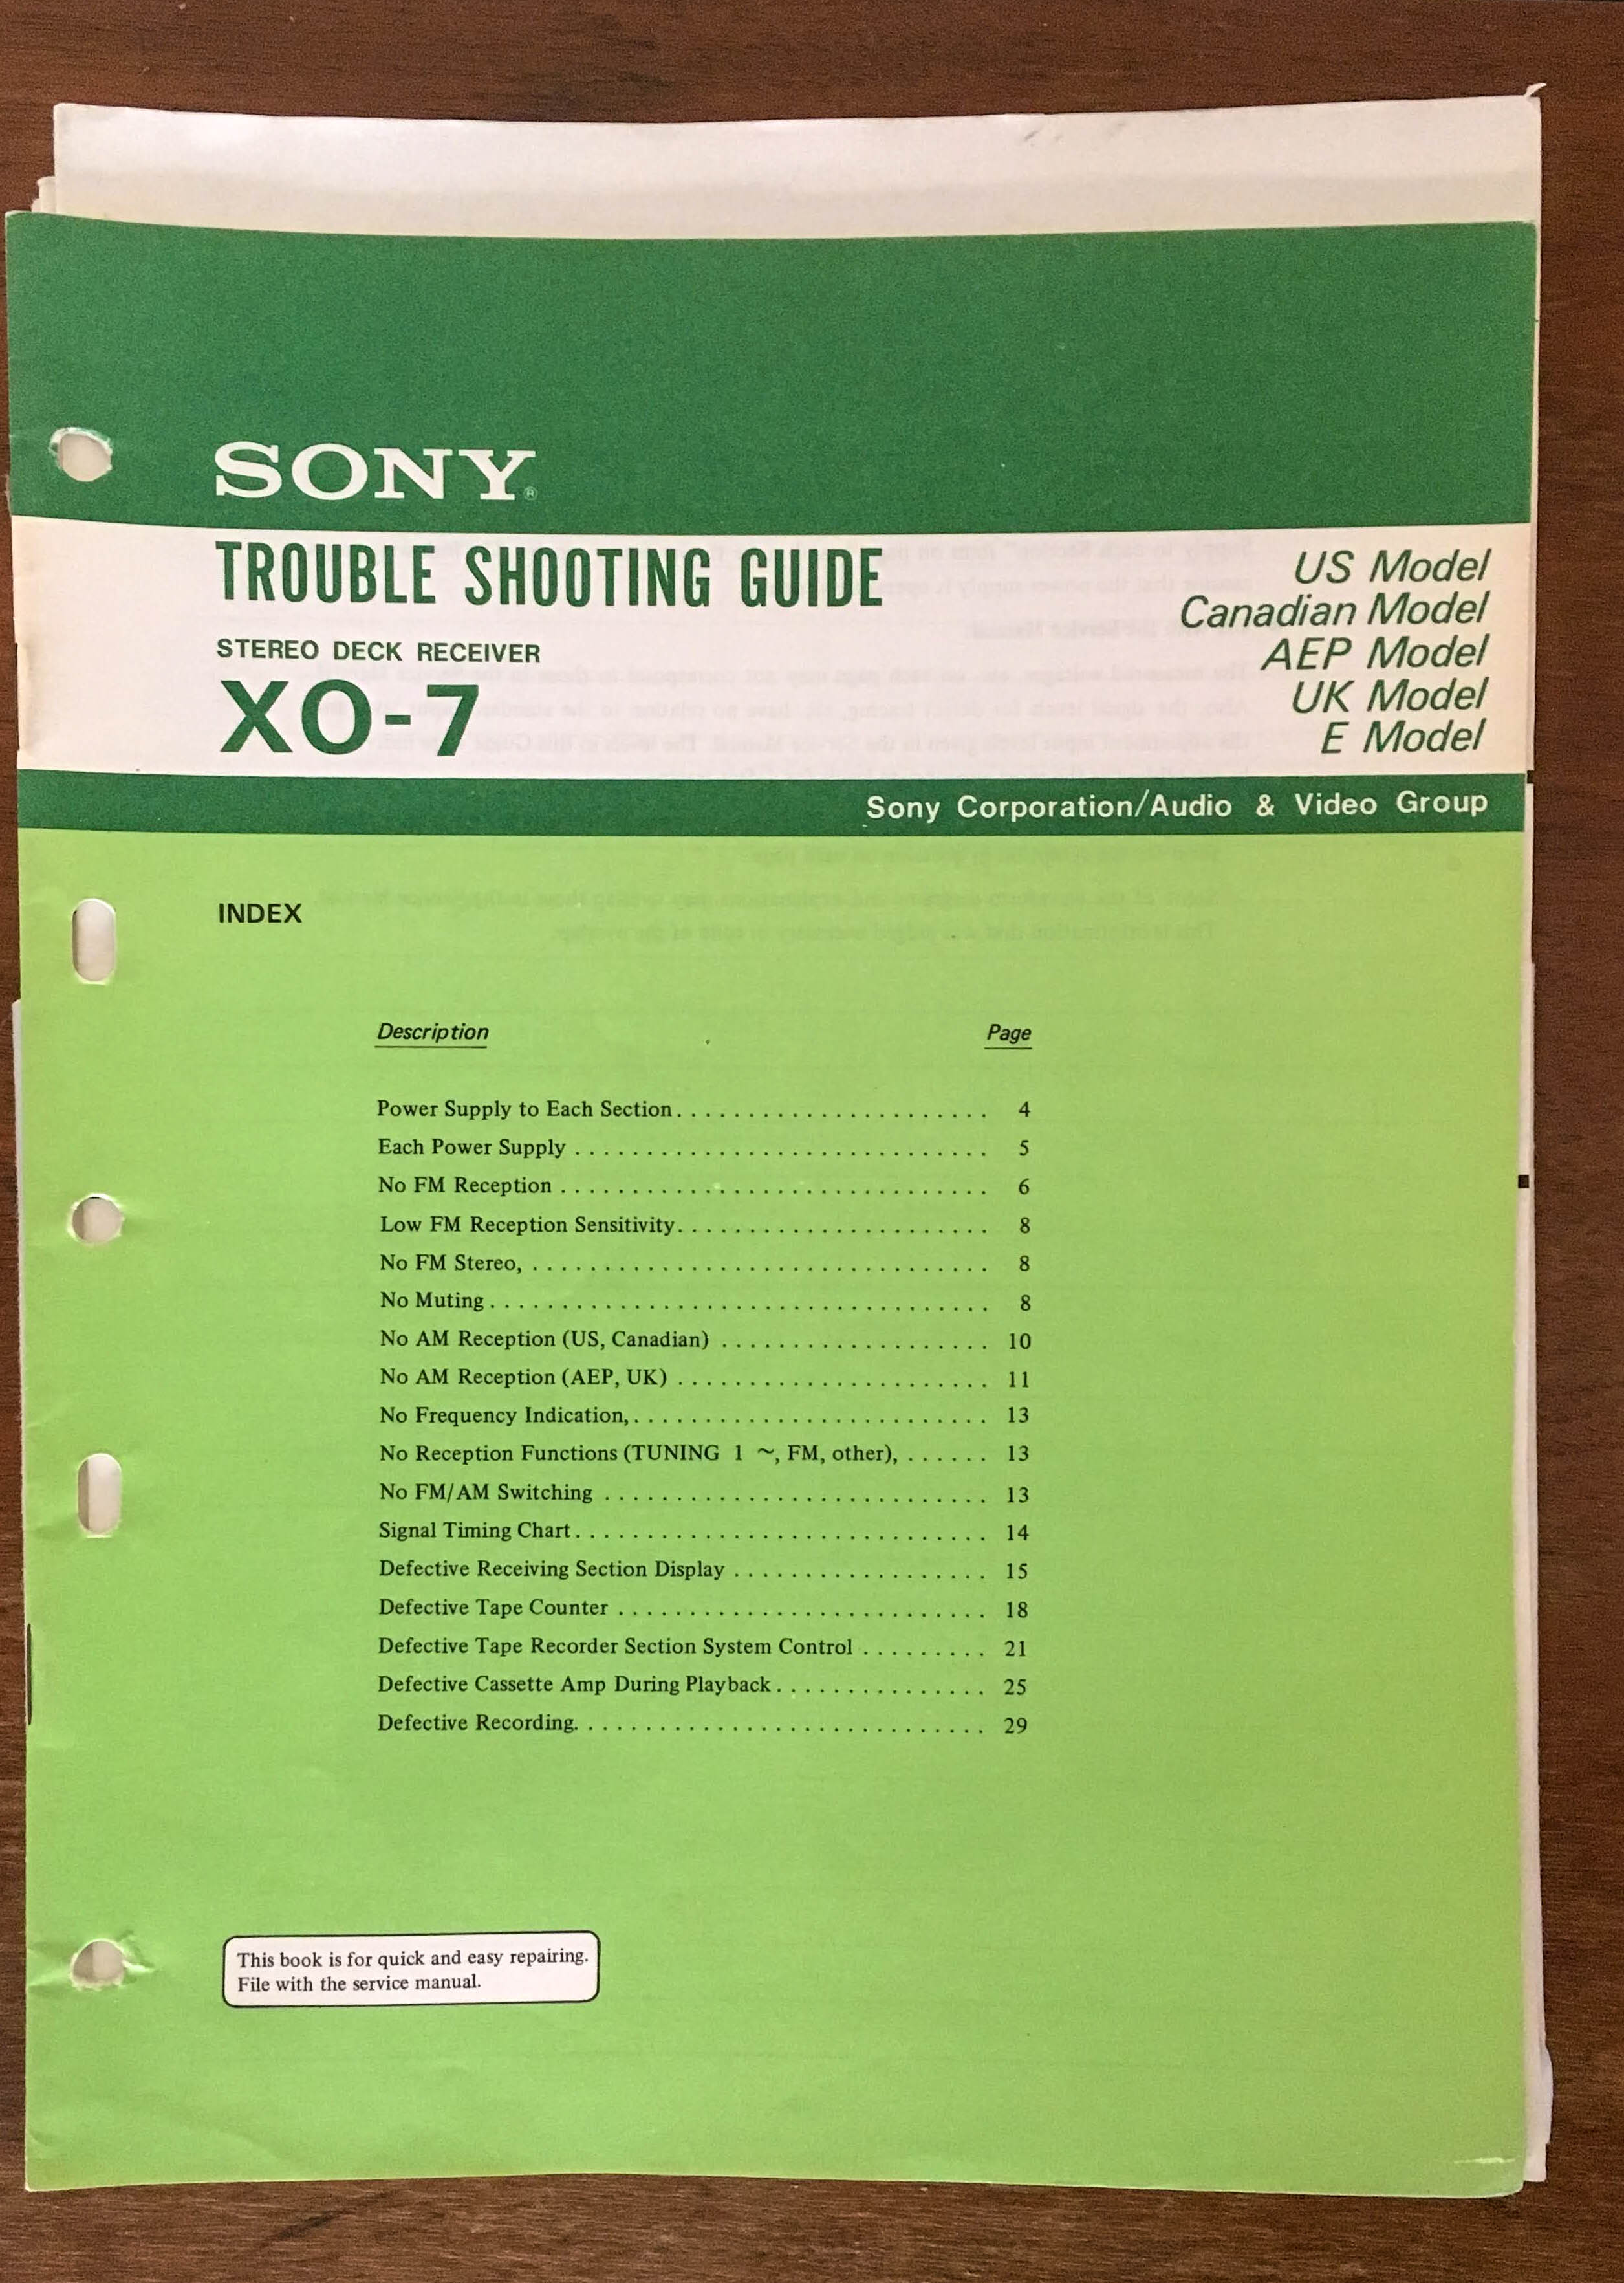 SONY®
TROUBLE SHOOTING GUIDE
STEREO DECK RECEIVER
XO-7
US Model
Canadian Model
AEP Model
UK Model
E Model
Sony Corporation/Audio & Video Group
INDEX
Description Page
Power Supply to Each Section. . . . . . . . . . . . . . . . . . . . . . 4
Each Power Supply . . . . . . . . . . . . . . . . . . . . . . . . . . . . . 5
No FM Reception . . . . . . . . . . . . . . . . . . . . . . . . . . . . . . 6
Low FM Reception Sensitivity. . . . . . . . . . . . . . . . . . . . . . 8
No FM Stereo, . . . . . . . . . . . . . . . . . . . . . . . . . . . . . . . . 8
No Muting . . . . . . . . . . . . . . . . . . . . . . . . . . . . . . . . . . . 8
No AM Reception (US, Canadian) . . . . . . . . . . . . . . . . . . . 10
No AM Reception (AEP, UK) . . . . . . . . . . . . . . . . . . . . . . 11
No Frequency Indication, . . . . . . . . . . . . . . . . . . . . . . . . . 13
No Reception Functions (TUNING 1 ~, FM, other), . . . . . . 13
No FM/AM Switching . . . . . . . . . . . . . . . . . . . . . . . . . . . 13
Signal Timing Chart . . . . . . . . . . . . . . . . . . . . . . . . . . . . . 14
Defective Receiving Section Display . . . . . . . . . . . . . . . . . . 15
Defective Tape Counter . . . . . . . . . . . . . . . . . . . . . . . . . . 18
Defective Tape Recorder Section System Control . . . . . . . . . 21
Defective Cassette Amp During Playback . . . . . . . . . . . . . . . 25
Defective Recording. . . . . . . . . . . . . . . . . . . . . . . . . . . . . 29
This book is for quick and easy repairing.
File with the service manual.